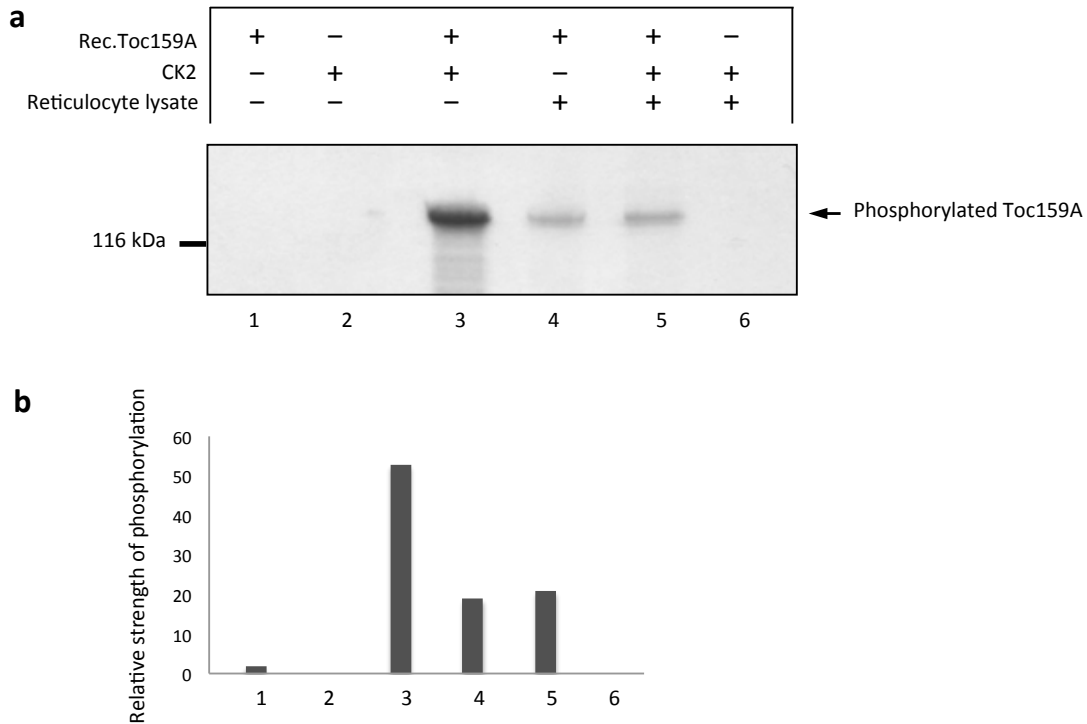 a
Rec.Toc159A + – + + + –
CK2 – + + – + +
Reticulocyte lysate – – – + + +
Phosphorylated Toc159A
116 kDa
1 2 3 4 5 6
b
Relative strength of phosphorylation
60
50
40
30
20
10
0
1 2 3 4 5 6